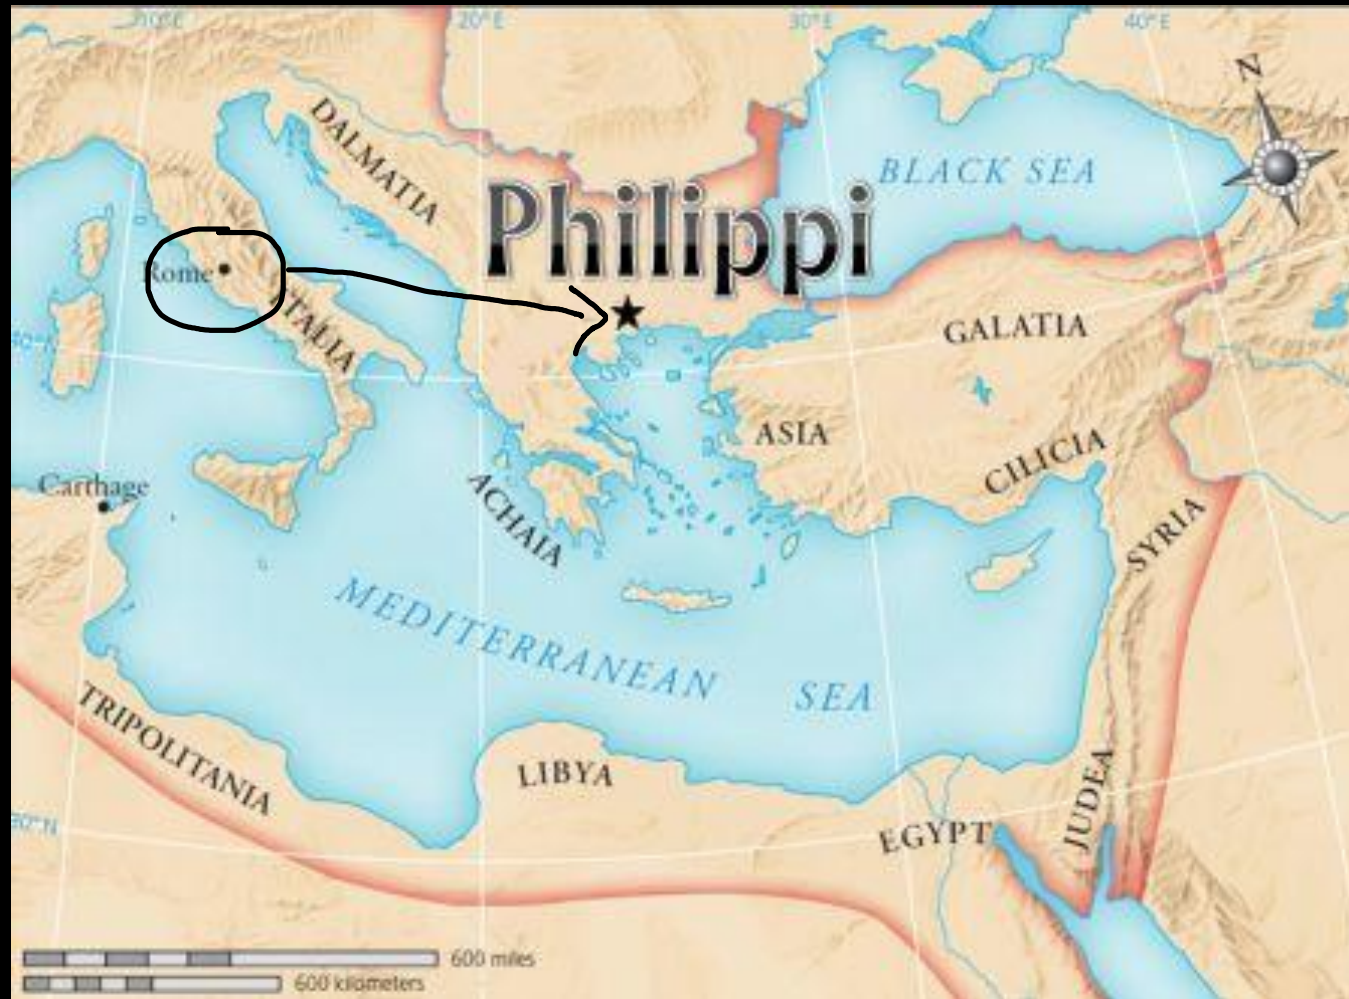 10°E
20°E
30°E
40°E
N
DALMATIA
BLACK SEA
Philippi
Rome
ITALIA
GALATIA
ASIA
CILICIA
Carthage
ACHAIA
SYRIA
MEDITERRANEAN SEA
TRIPOLITANIA
LIBYA
JUDEA
EGYPT
600 miles
600 kilometers